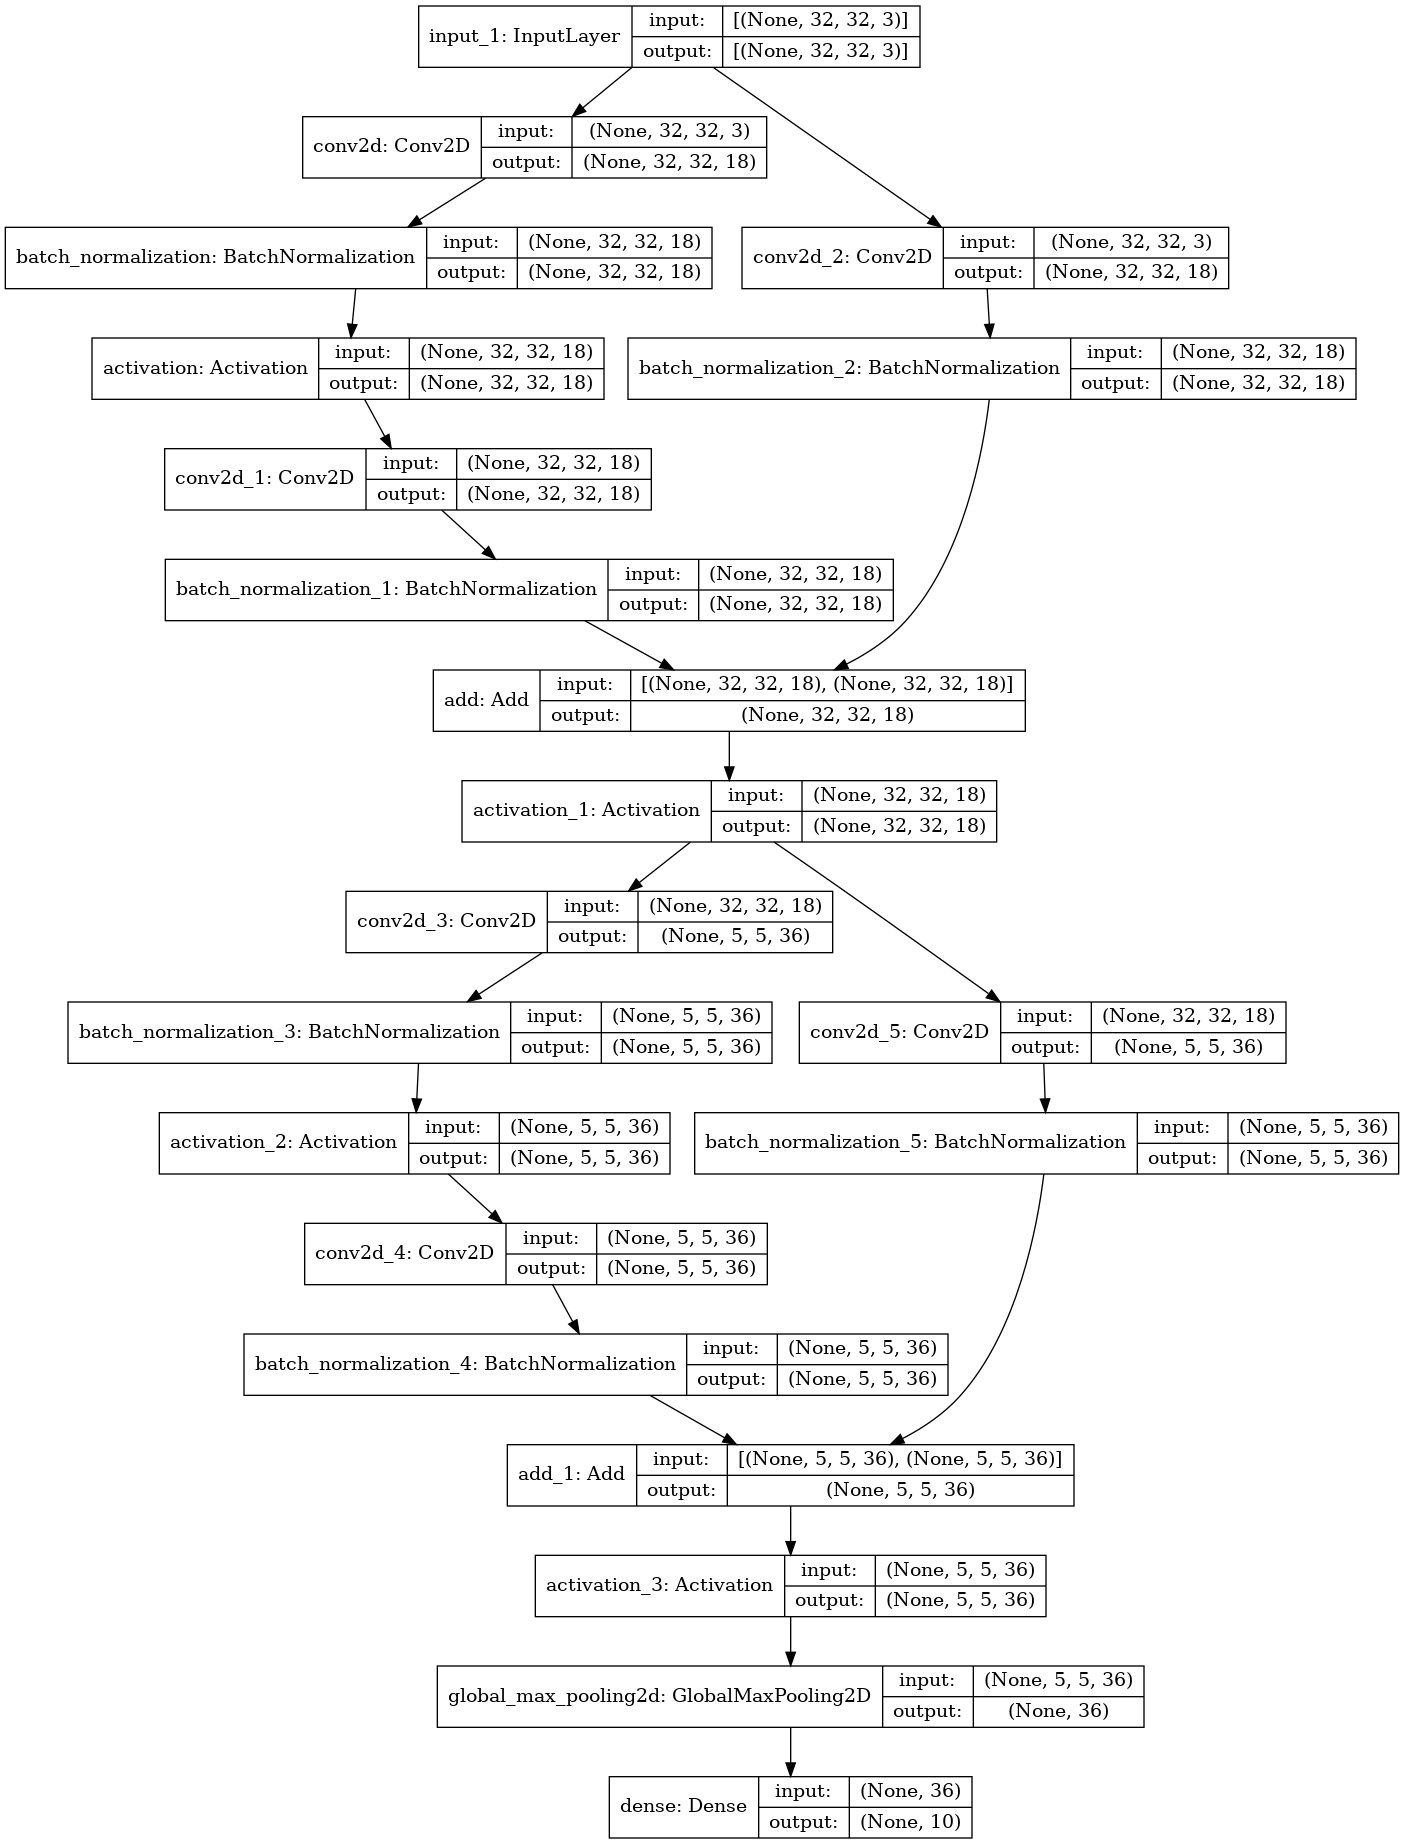 input_1: InputLayer
input:
[(None, 32, 32, 3)]
output:
[(None, 32, 32, 3)]
conv2d: Conv2D
input:
(None, 32, 32, 3)
output:
(None, 32, 32, 18)
batch_normalization: BatchNormalization
input:
(None, 32, 32, 18)
output:
(None, 32, 32, 18)
conv2d_2: Conv2D
input:
(None, 32, 32, 3)
output:
(None, 32, 32, 18)
activation: Activation
input:
(None, 32, 32, 18)
output:
(None, 32, 32, 18)
batch_normalization_2: BatchNormalization
input:
(None, 32, 32, 18)
output:
(None, 32, 32, 18)
conv2d_1: Conv2D
input:
(None, 32, 32, 18)
output:
(None, 32, 32, 18)
batch_normalization_1: BatchNormalization
input:
(None, 32, 32, 18)
output:
(None, 32, 32, 18)
add: Add
input:
[(None, 32, 32, 18), (None, 32, 32, 18)]
output:
(None, 32, 32, 18)
activation_1: Activation
input:
(None, 32, 32, 18)
output:
(None, 32, 32, 18)
conv2d_3: Conv2D
input:
(None, 32, 32, 18)
output:
(None, 5, 5, 36)
batch_normalization_3: BatchNormalization
input:
(None, 5, 5, 36)
output:
(None, 5, 5, 36)
conv2d_5: Conv2D
input:
(None, 32, 32, 18)
output:
(None, 5, 5, 36)
activation_2: Activation
input:
(None, 5, 5, 36)
output:
(None, 5, 5, 36)
batch_normalization_5: BatchNormalization
input:
(None, 5, 5, 36)
output:
(None, 5, 5, 36)
conv2d_4: Conv2D
input:
(None, 5, 5, 36)
output:
(None, 5, 5, 36)
batch_normalization_4: BatchNormalization
input:
(None, 5, 5, 36)
output:
(None, 5, 5, 36)
add_1: Add
input:
[(None, 5, 5, 36), (None, 5, 5, 36)]
output:
(None, 5, 5, 36)
activation_3: Activation
input:
(None, 5, 5, 36)
output:
(None, 5, 5, 36)
global_max_pooling2d: GlobalMaxPooling2D
input:
(None, 5, 5, 36)
output:
(None, 36)
dense: Dense
input:
(None, 36)
output:
(None, 10)